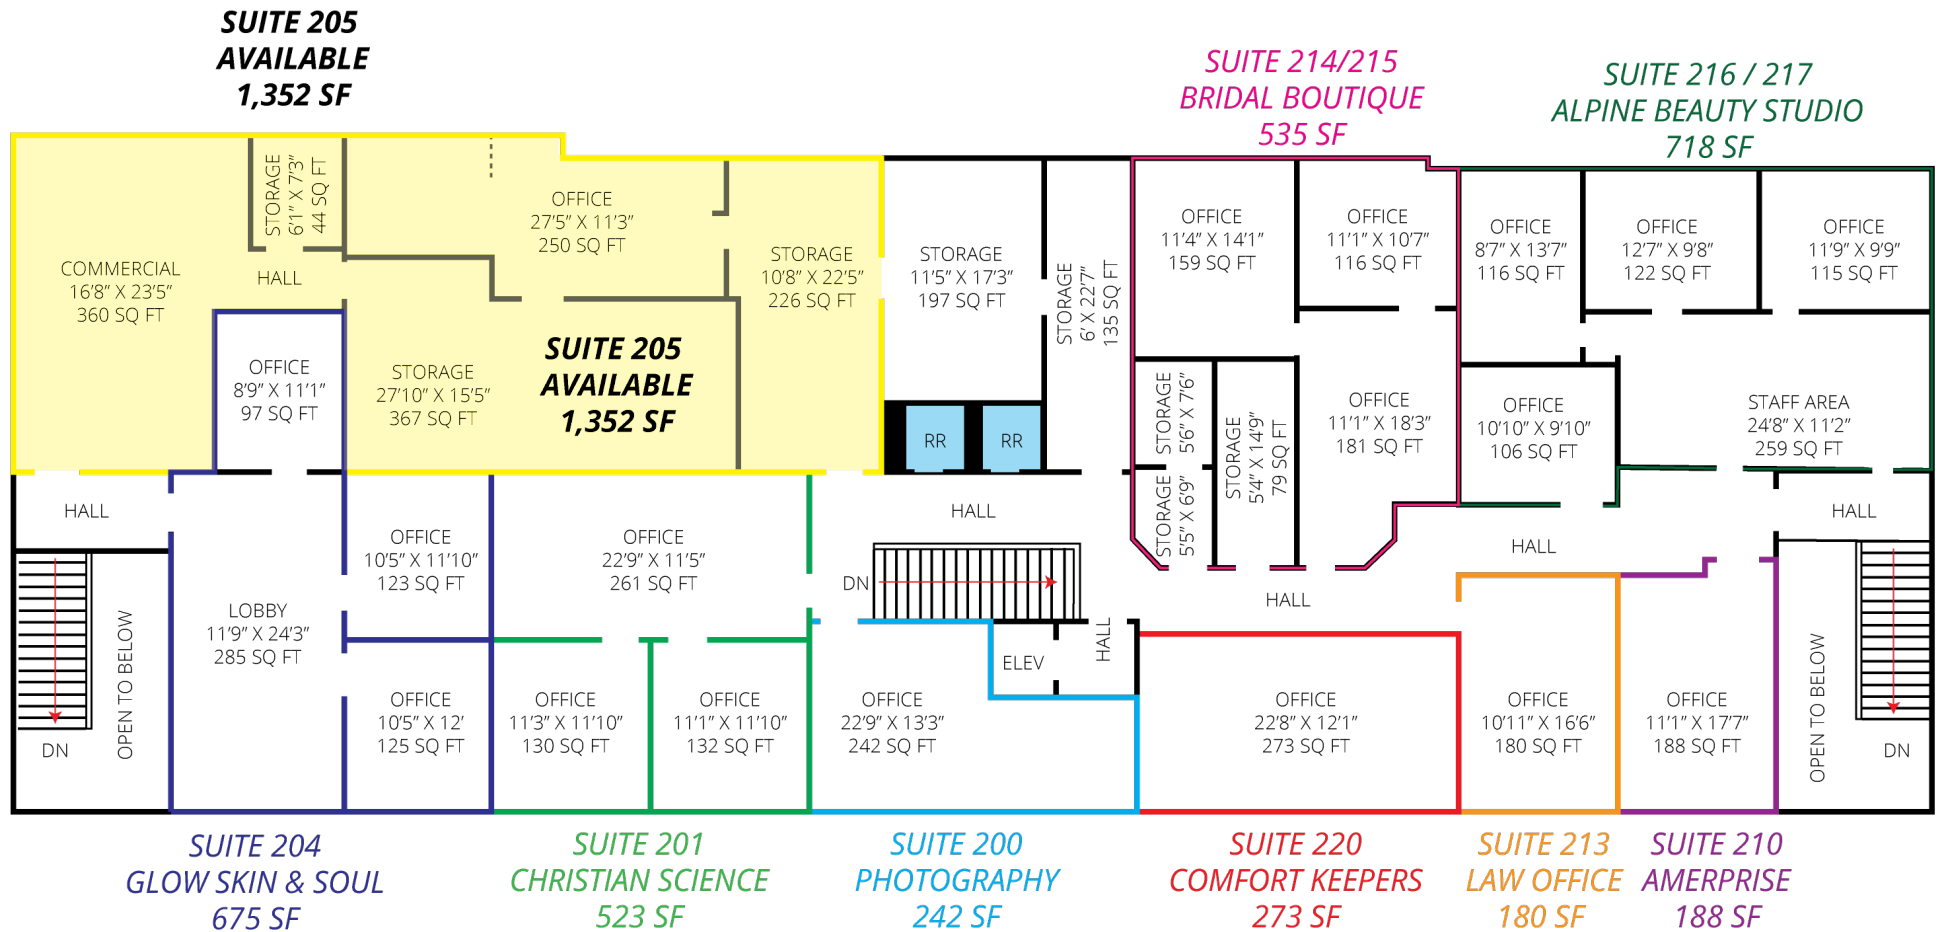 SUITE 205
AVAILABLE
1,352 SF
SUITE 214/215
BRIDAL BOUTIQUE
535 SF
SUITE 216 / 217
ALPINE BEAUTY STUDIO
718 SF
COMMERCIAL
16'8” X 23'5”
360 SQ FT
STORAGE
6'1” X 7'3”
44 SQ FT
HALL
OFFICE
27'5” X 11'3”
250 SQ FT
STORAGE
10'8” X 22'5”
226 SQ FT
OFFICE
8'9” X 11'1”
97 SQ FT
STORAGE
27'10” X 15'5”
367 SQ FT
SUITE 205
AVAILABLE
1,352 SF
STORAGE
11'5” X 17'3”
197 SQ FT
STORAGE
6' X 22'7”
135 SQ FT
RR
RR
OFFICE
11'4” X 14'1”
159 SQ FT
OFFICE
11'1” X 10'7”
116 SQ FT
STORAGE
5'6” X 7'6”
STORAGE
5'5” X 6'9”
STORAGE
5'4” X 14'9”
79 SQ FT
OFFICE
11'1” X 18'3”
181 SQ FT
OFFICE
8'7” X 13'7”
116 SQ FT
OFFICE
12'7” X 9'8”
122 SQ FT
OFFICE
11'9” X 9'9”
115 SQ FT
OFFICE
10'10” X 9'10”
106 SQ FT
STAFF AREA
24'8” X 11'2”
259 SQ FT
HALL
DN
OPEN TO BELOW
LOBBY
11'9” X 24'3”
285 SQ FT
OFFICE
10'5” X 11'10”
123 SQ FT
OFFICE
10'5” X 12'
125 SQ FT
OFFICE
22'9” X 11'5”
261 SQ FT
OFFICE
11'3” X 11'10”
130 SQ FT
OFFICE
11'1” X 11'10”
132 SQ FT
HALL
DN
ELEV
HALL
OFFICE
22'9” X 13'3”
242 SQ FT
HALL
OFFICE
22'8” X 12'1”
273 SQ FT
HALL
OFFICE
10'11” X 16'6”
180 SQ FT
OFFICE
11'1” X 17'7”
188 SQ FT
HALL
OPEN TO BELOW
DN
SUITE 204
GLOW SKIN & SOUL
675 SF
SUITE 201
CHRISTIAN SCIENCE
523 SF
SUITE 200
PHOTOGRAPHY
242 SF
SUITE 220
COMFORT KEEPERS
273 SF
SUITE 213
LAW OFFICE
180 SF
SUITE 210
AMERPRISE
188 SF